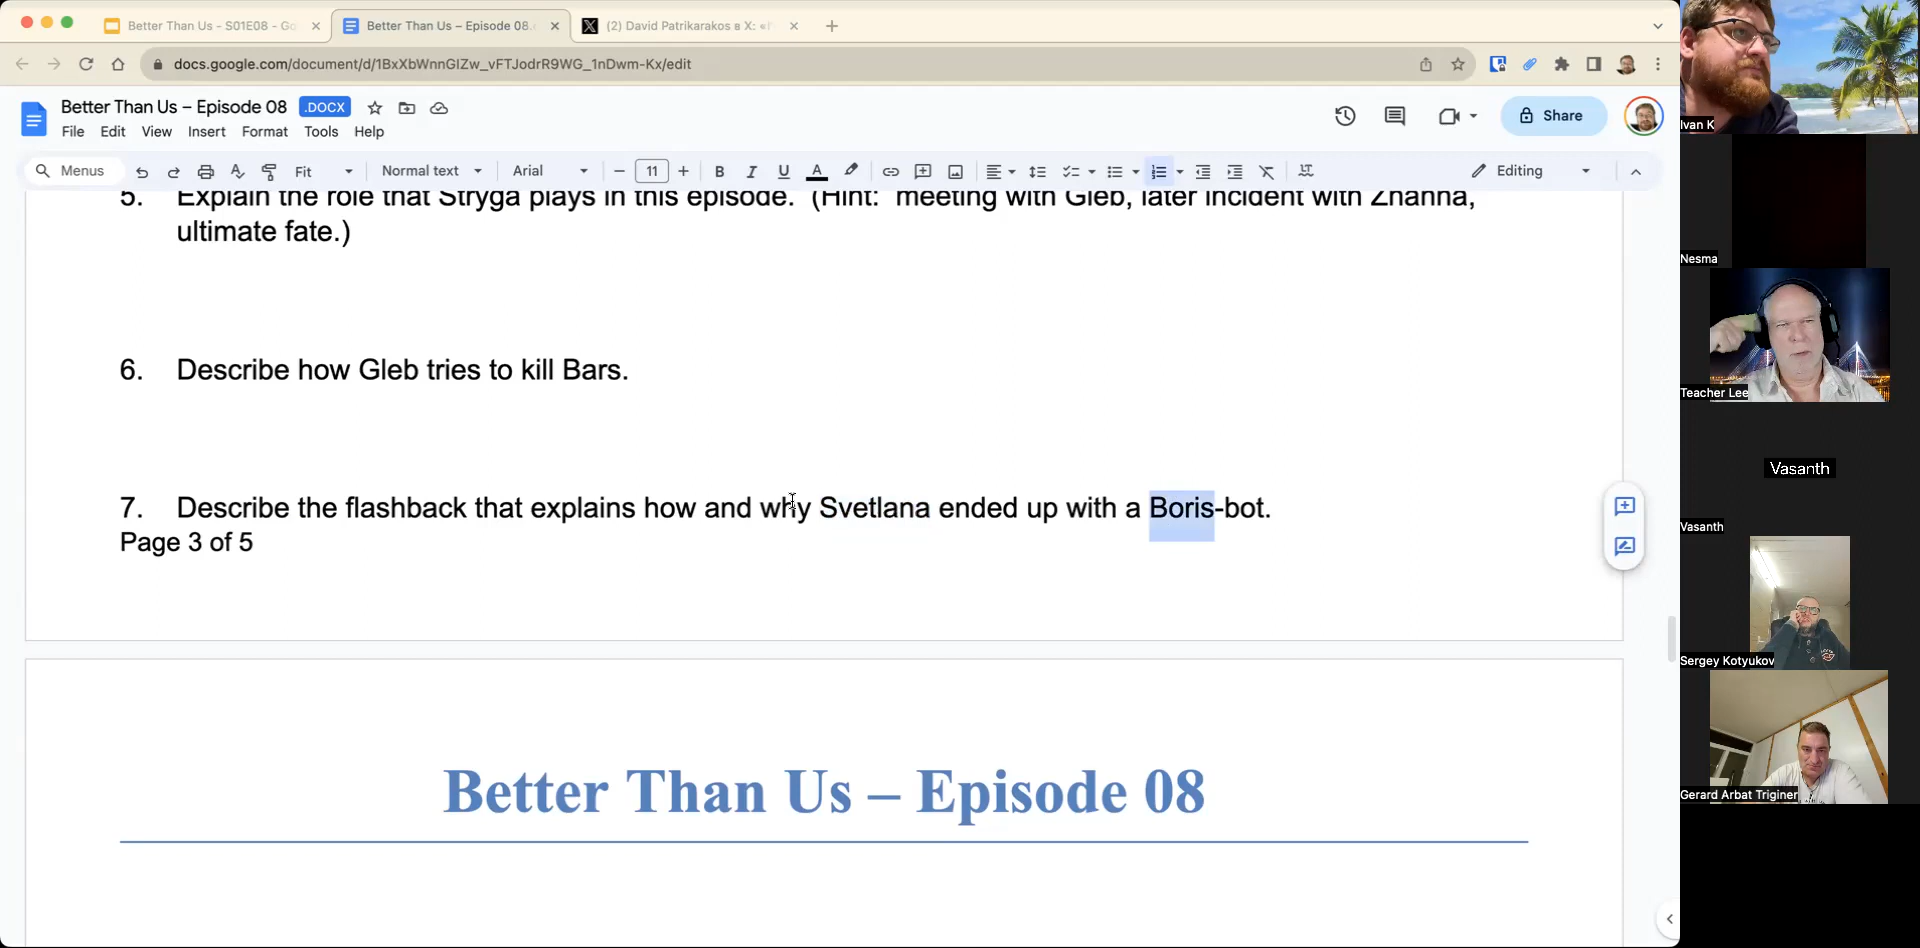 Better Than Us - S01E08 - Go
Better Than Us – Episode 08.
(2) David Patrikarakos в X: «
docs.google.com/document/d/1BxXbWnnGIZw_vFTJodrR9WG_1nDwm-Kx/edit
Better Than Us – Episode 08 .DOCX
Share
File Edit View Insert Format Tools Help
Menus Fit Normal text Arial 11 Editing
5. Explain the role that Stryga plays in this episode. (Hint: meeting with Gleb, later incident with Zhanna,
ultimate fate.)
6. Describe how Gleb tries to kill Bars.
7. Describe the flashback that explains how and why Svetlana ended up with a Boris-bot.
Page 3 of 5
Better Than Us – Episode 08
Ivan K
Nesma
Teacher Lee
Vasanth
Vasanth
Sergey Kotyukov
Gerard Arbat Triginer